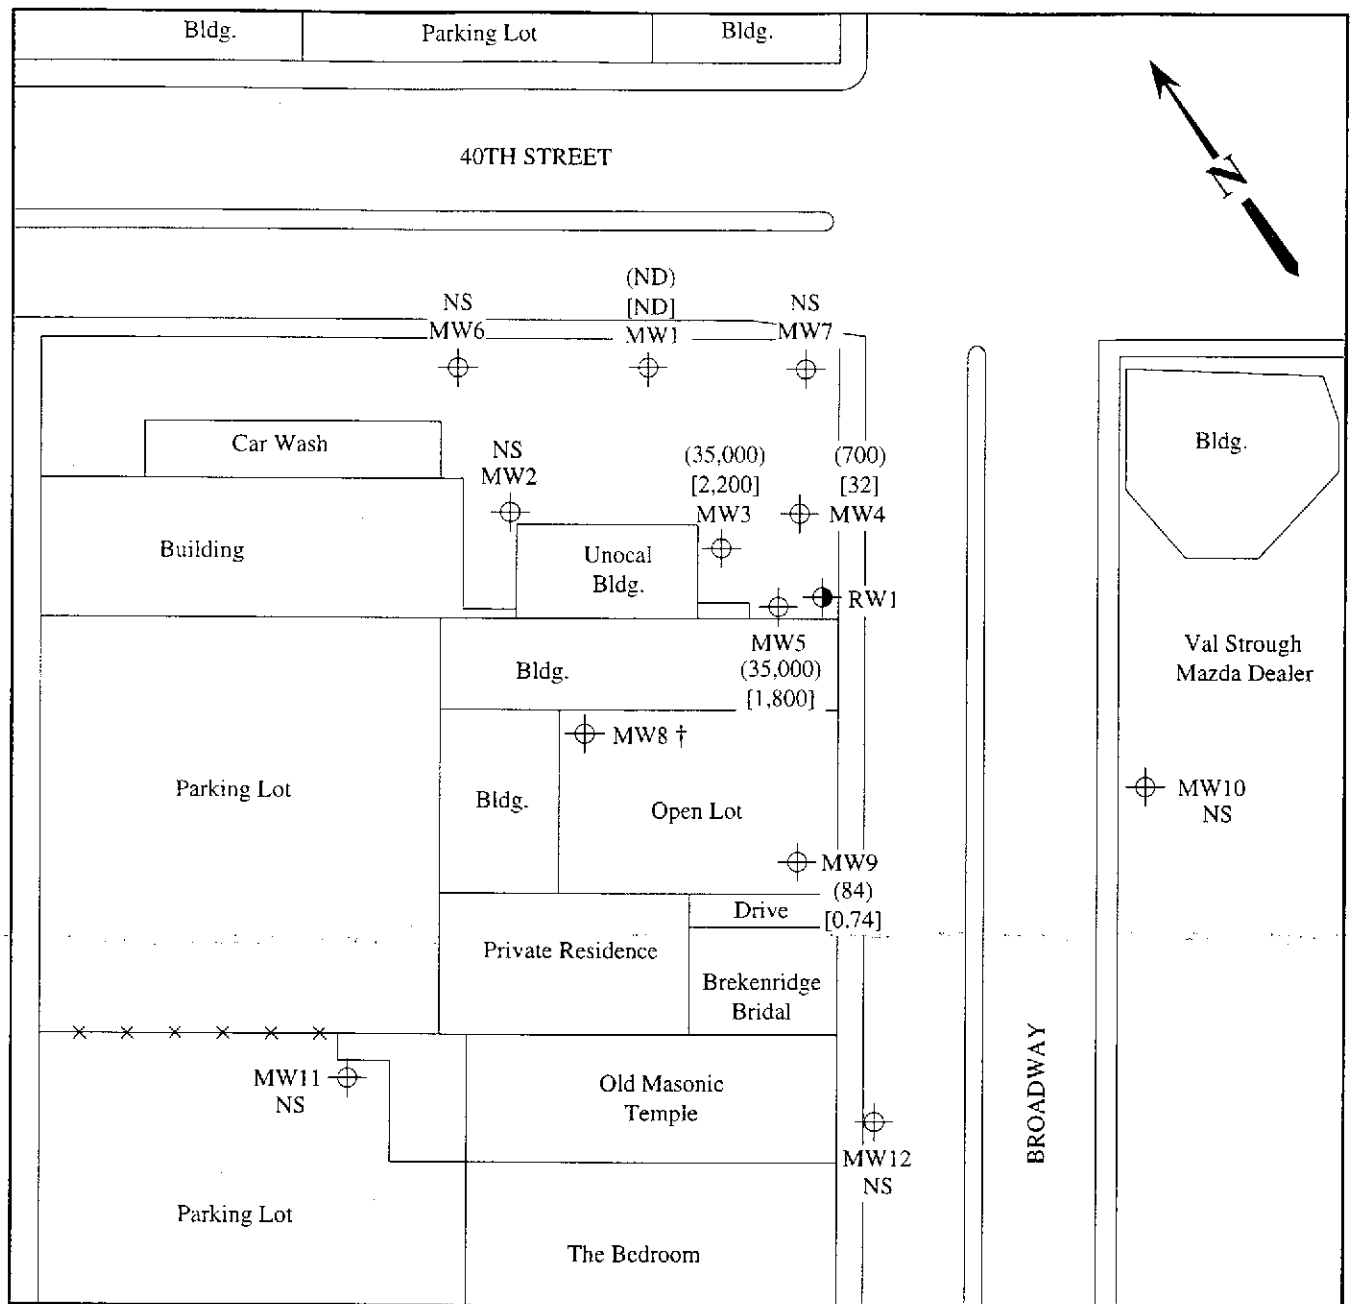 Bldg.
Parking Lot
Bldg.
40TH STREET
N
(ND)
[ND]
MW1
NS
MW6
NS
MW7
Car Wash
NS
MW2
(35,000)
[2,200]
MW3
(700)
[32]
MW4
Bldg.
Building
Unocal
Bldg.
RW1
MW5
(35,000)
[1,800]
Bldg.
Val Strough
Mazda Dealer
MW8 †
Parking Lot
Bldg.
Open Lot
MW10
NS
MW9
(84)
[0.74]
Drive
Private Residence
Brekenridge
Bridal
MW11
NS
Old Masonic
Temple
BROADWAY
MW12
NS
Parking Lot
The Bedroom